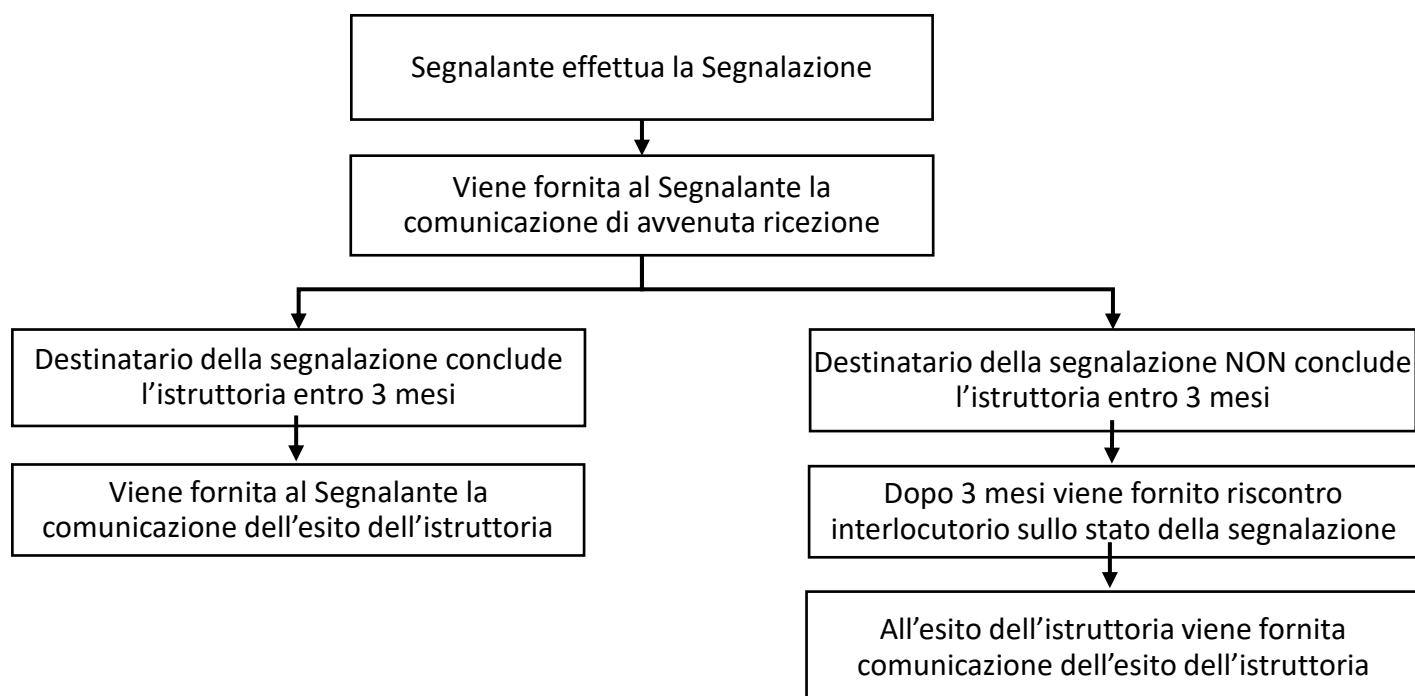 Segnalante effettua la Segnalazione
Viene fornita al Segnalante la
comunicazione di avvenuta ricezione
Destinatario della segnalazione conclude
l’istruttoria entro 3 mesi
Viene fornita al Segnalante la
comunicazione dell’esito dell’istruttoria
Destinatario della segnalazione NON conclude
l’istruttoria entro 3 mesi
Dopo 3 mesi viene fornito riscontro
interlocutorio sullo stato della segnalazione
All’esito dell’istruttoria viene fornita
comunicazione dell’esito dell’istruttoria